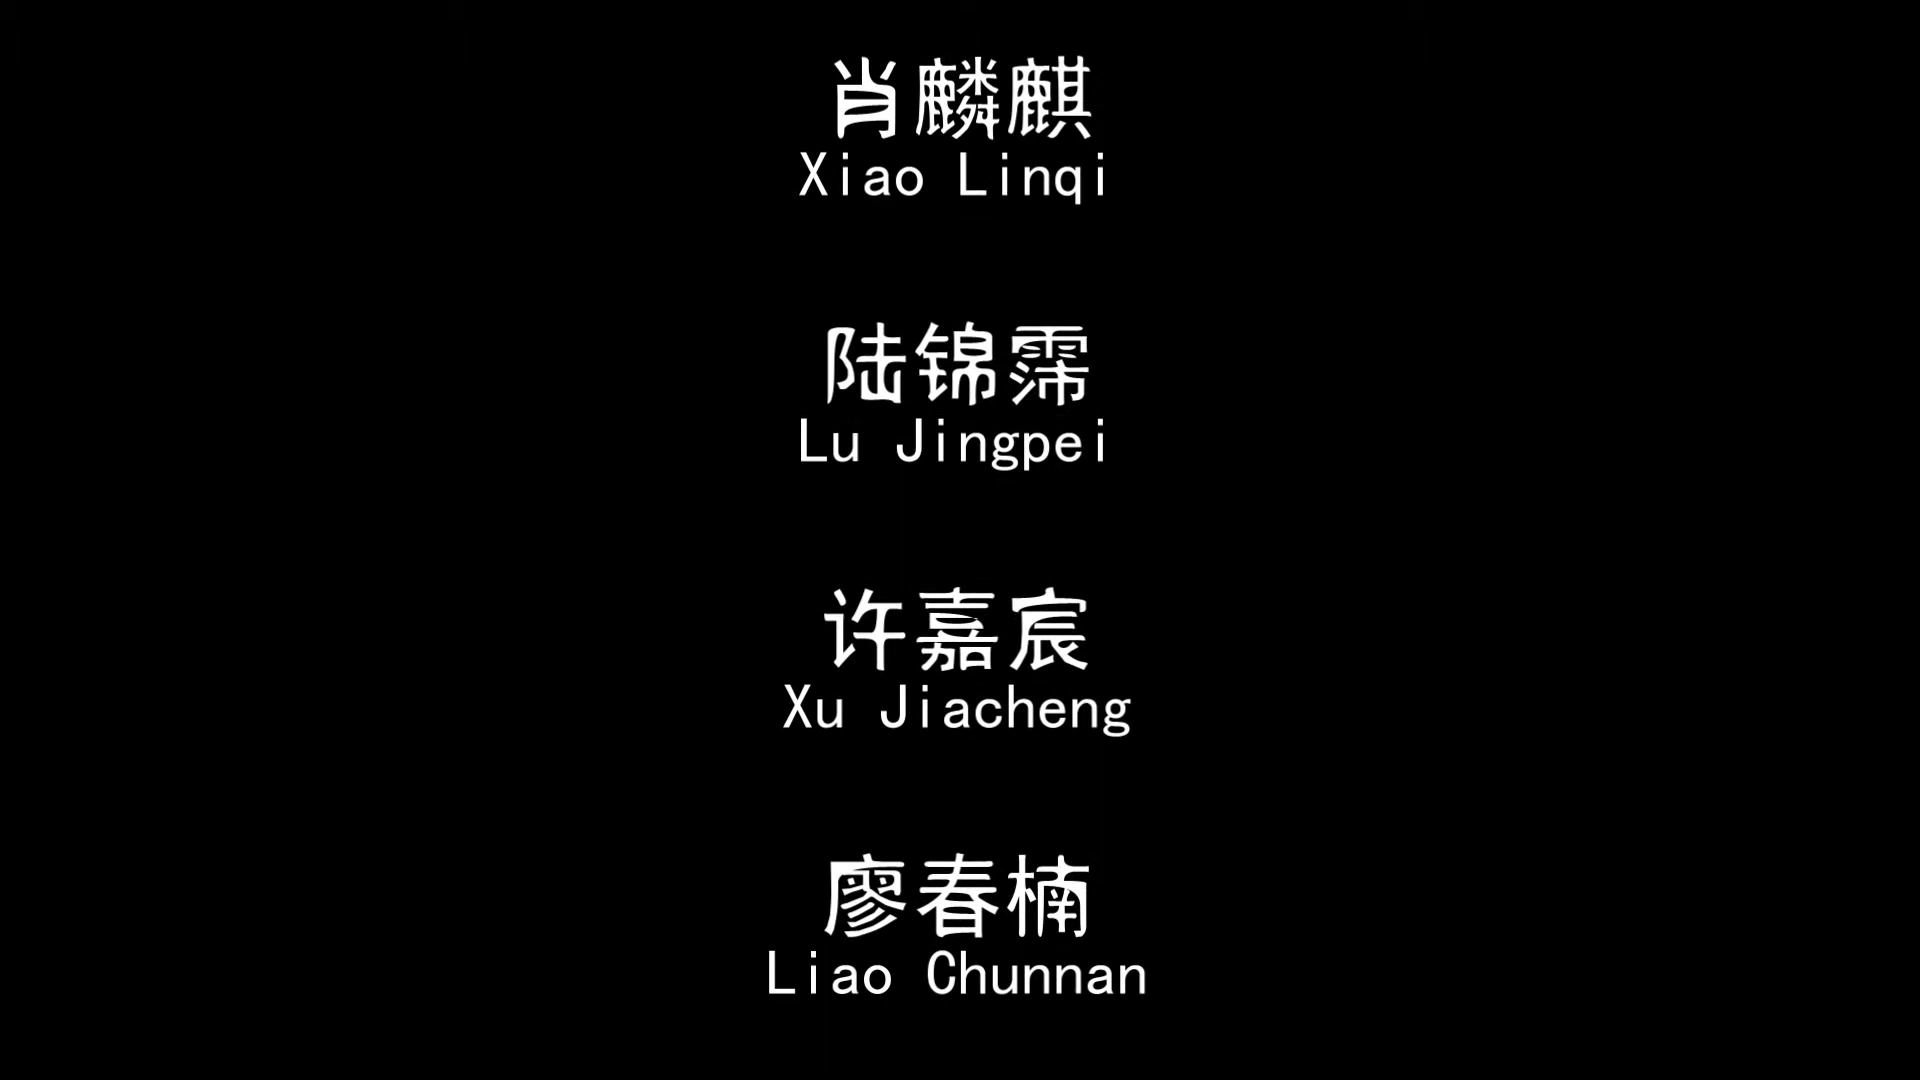 肖麟麒
Xiao Linqi
陆锦霈
Lu Jingpei
许嘉宸
Xu Jiacheng
廖春楠
Liao Chunnan